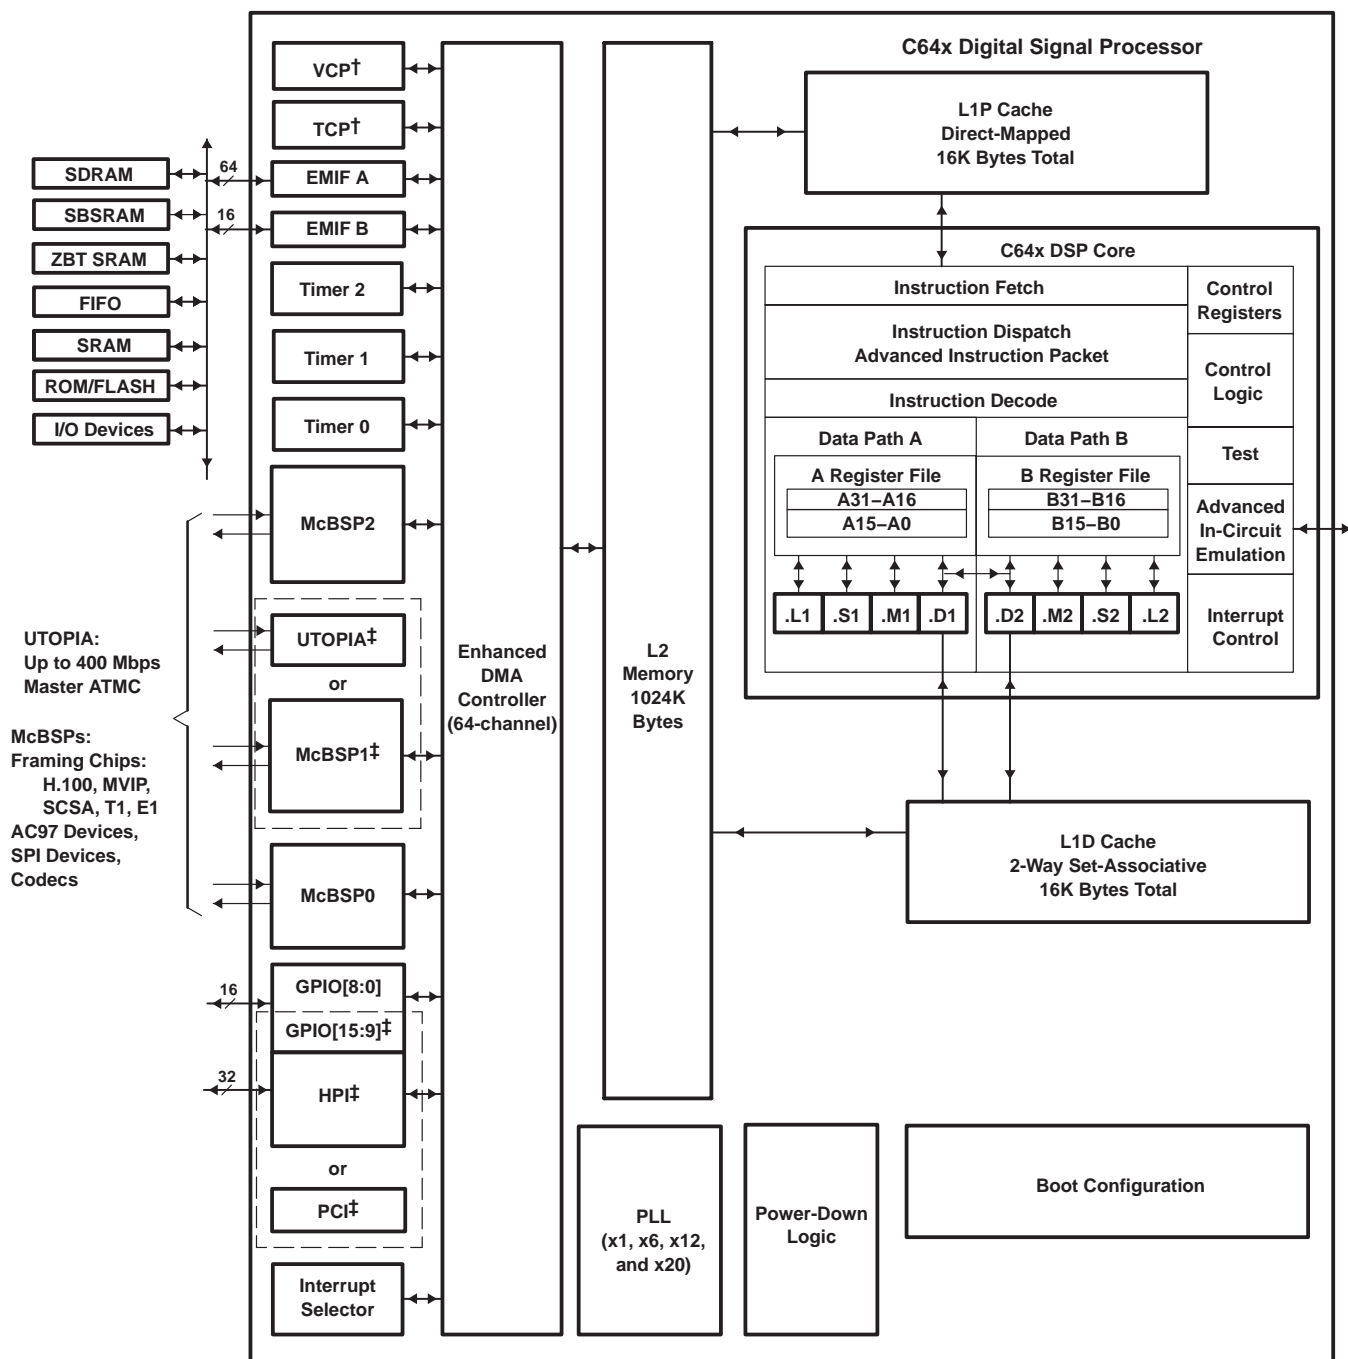 C64x Digital Signal Processor
VCP†
TCP†
EMIF A
EMIF B
Timer 2
Timer 1
Timer 0
McBSP2
UTOPIA‡
or
McBSP1‡
McBSP0
GPIO[8:0]
GPIO[15:9]‡
HPI‡
or
PCI‡
Interrupt
Selector
64
16
16
32
SDRAM
SBSRAM
ZBT SRAM
FIFO
SRAM
ROM/FLASH
I/O Devices
UTOPIA:
Up to 400 Mbps
Master ATMC
McBSPs:
Framing Chips:
H.100, MVIP,
SCSA, T1, E1
AC97 Devices,
SPI Devices,
Codecs
Enhanced
DMA
Controller
(64-channel)
L2
Memory
1024K
Bytes
L1P Cache
Direct-Mapped
16K Bytes Total
C64x DSP Core
Instruction Fetch
Instruction Dispatch
Advanced Instruction Packet
Instruction Decode
Data Path A
Data Path B
A Register File
A31–A16
A15–A0
B Register File
B31–B16
B15–B0
.L1
.S1
.M1
.D1
.D2
.M2
.S2
.L2
Control
Registers
Control
Logic
Test
Advanced
In-Circuit
Emulation
Interrupt
Control
L1D Cache
2-Way Set-Associative
16K Bytes Total
PLL
(x1, x6, x12,
and x20)
Power-Down
Logic
Boot Configuration